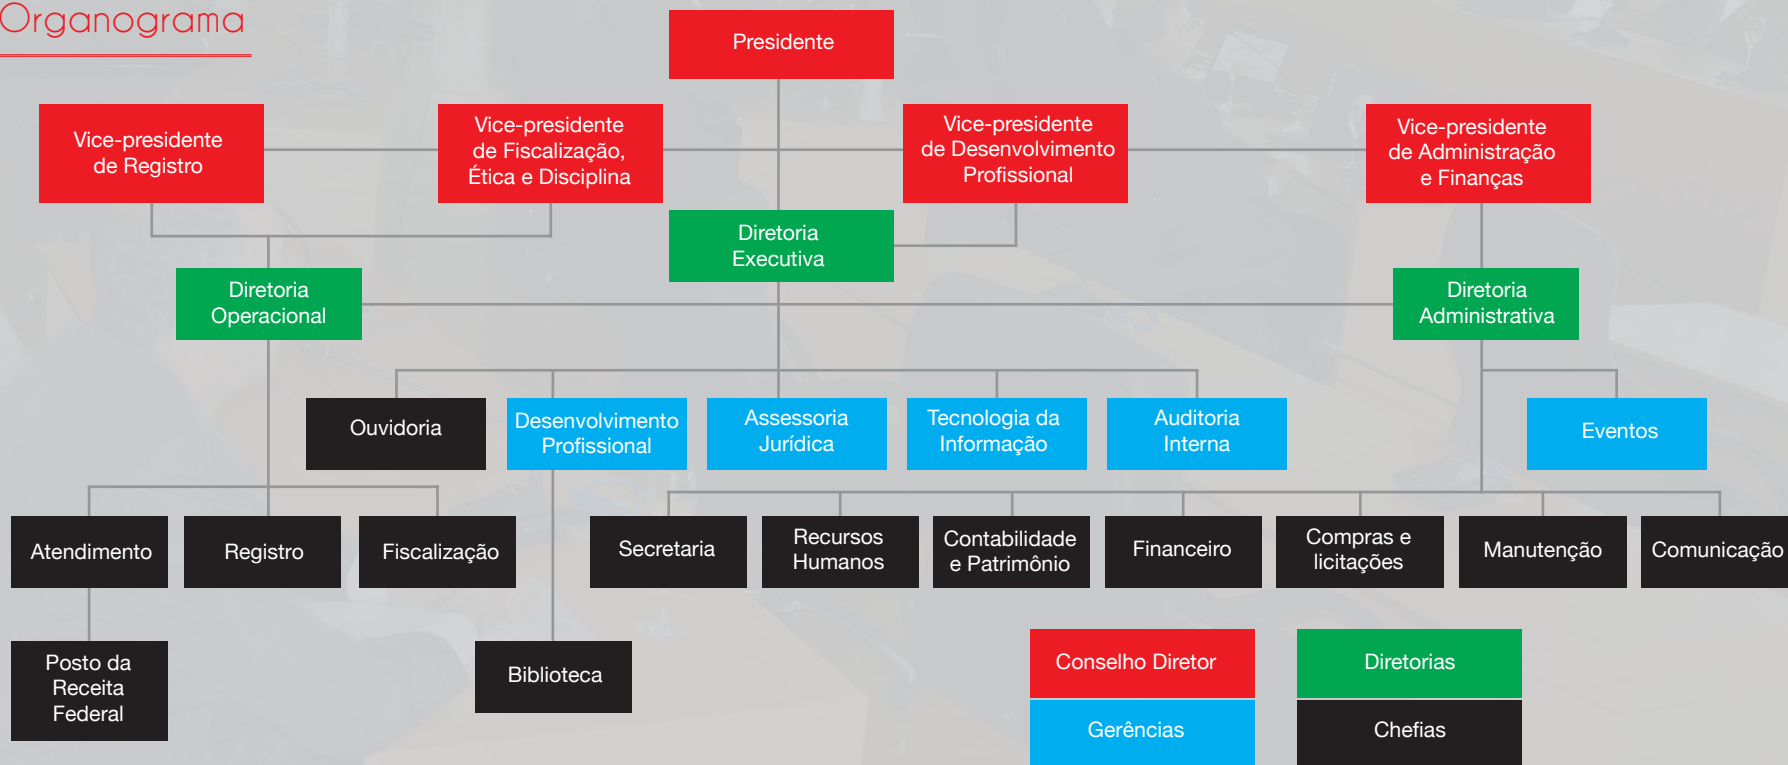 Organograma
Presidente
Vice-presidente
de Registro
Vice-presidente
de Fiscalização,
Ética e Disciplina
Vice-presidente
de Desenvolvimento
Profissional
Vice-presidente
de Administração
e Finanças
Diretoria
Executiva
Diretoria
Operacional
Diretoria
Administrativa
Ouvidoria
Desenvolvimento
Profissional
Assessoria
Jurídica
Tecnologia da
Informação
Auditoria
Interna
Eventos
Atendimento
Registro
Fiscalização
Secretaria
Recursos
Humanos
Contabilidade
e Patrimônio
Financeiro
Compras e
licitações
Manutenção
Comunicação
Posto da
Receita
Federal
Biblioteca
Conselho Diretor
Diretorias
Gerências
Chefias